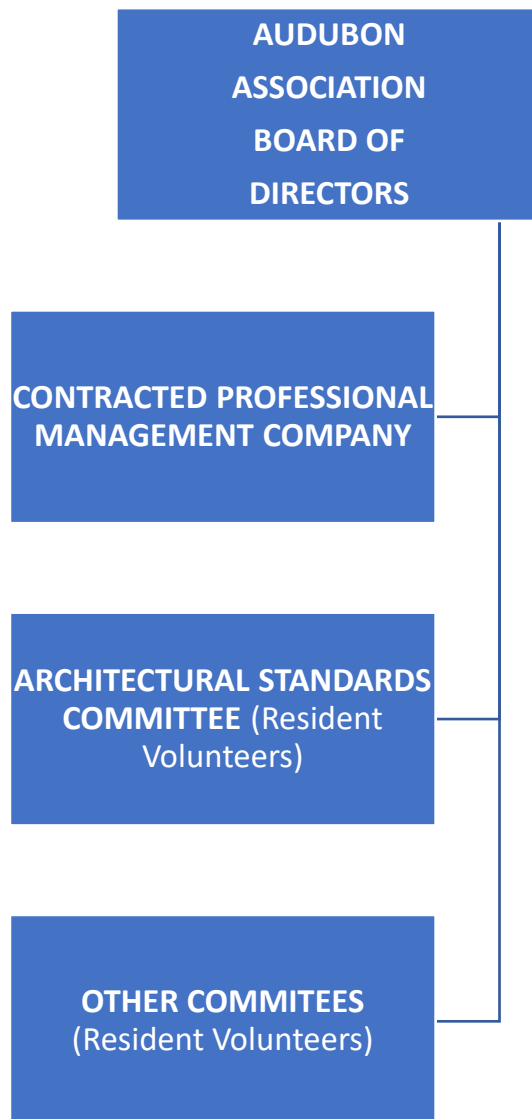 AUDUBON
ASSOCIATION
BOARD OF
DIRECTORS
CONTRACTED PROFESSIONAL
MANAGEMENT COMPANY
ARCHITECTURAL STANDARDS
COMMITTEE (Resident
Volunteers)
OTHER COMMITEES
(Resident Volunteers)